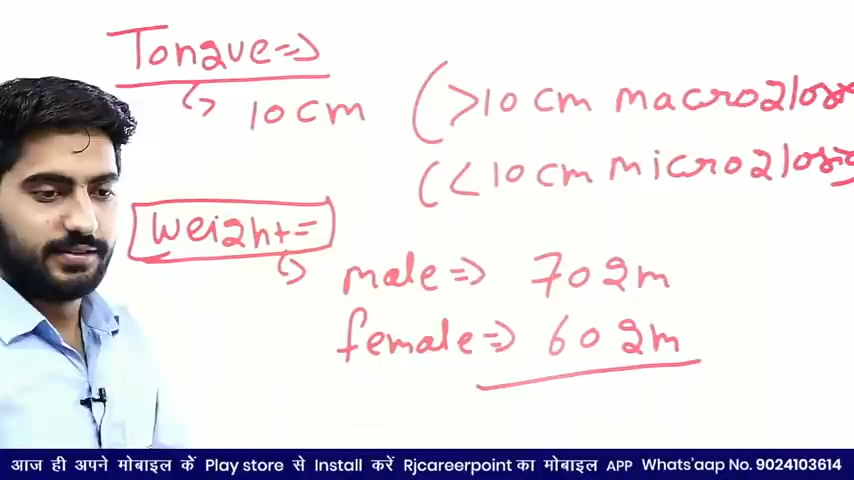 Tongue =>
10 cm (>10 cm macroglossia
(<10 cm microglossia
Weight =
male => 70 gm
female => 60 gm
आज ही अपने मोबाइल कें Play store से Install करें Rjcareerpoint का मोबाइल APP Whats'aap No. 9024103614